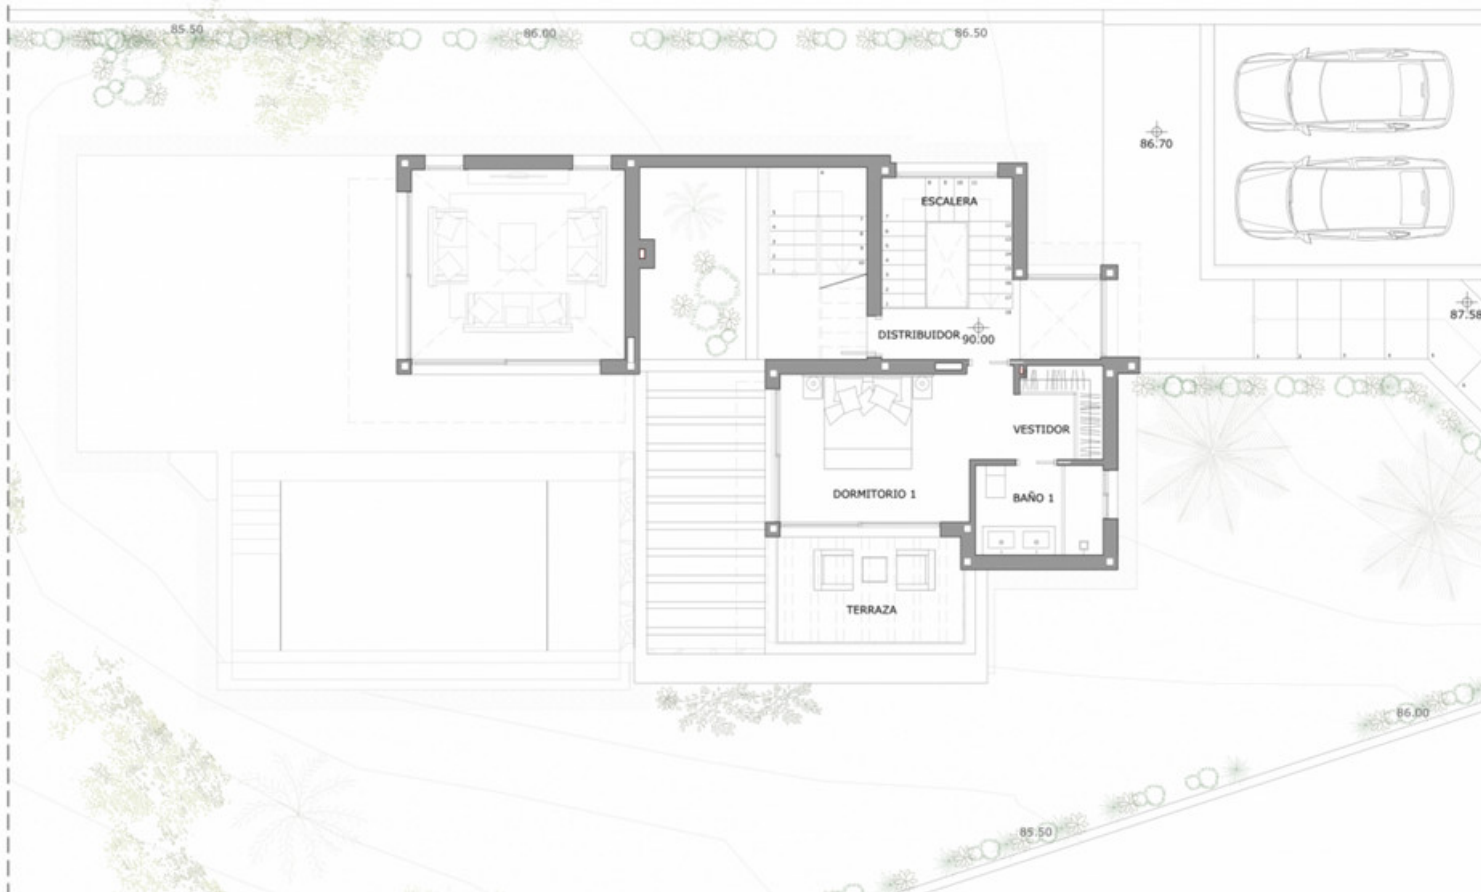 85.50
86.00
86.50
86.70
ESCALERA
87.58
DISTRIBUIDOR
90.00
VESTIDOR
DORMITORIO 1
BAÑO 1
TERRAZA
86.00
85.50